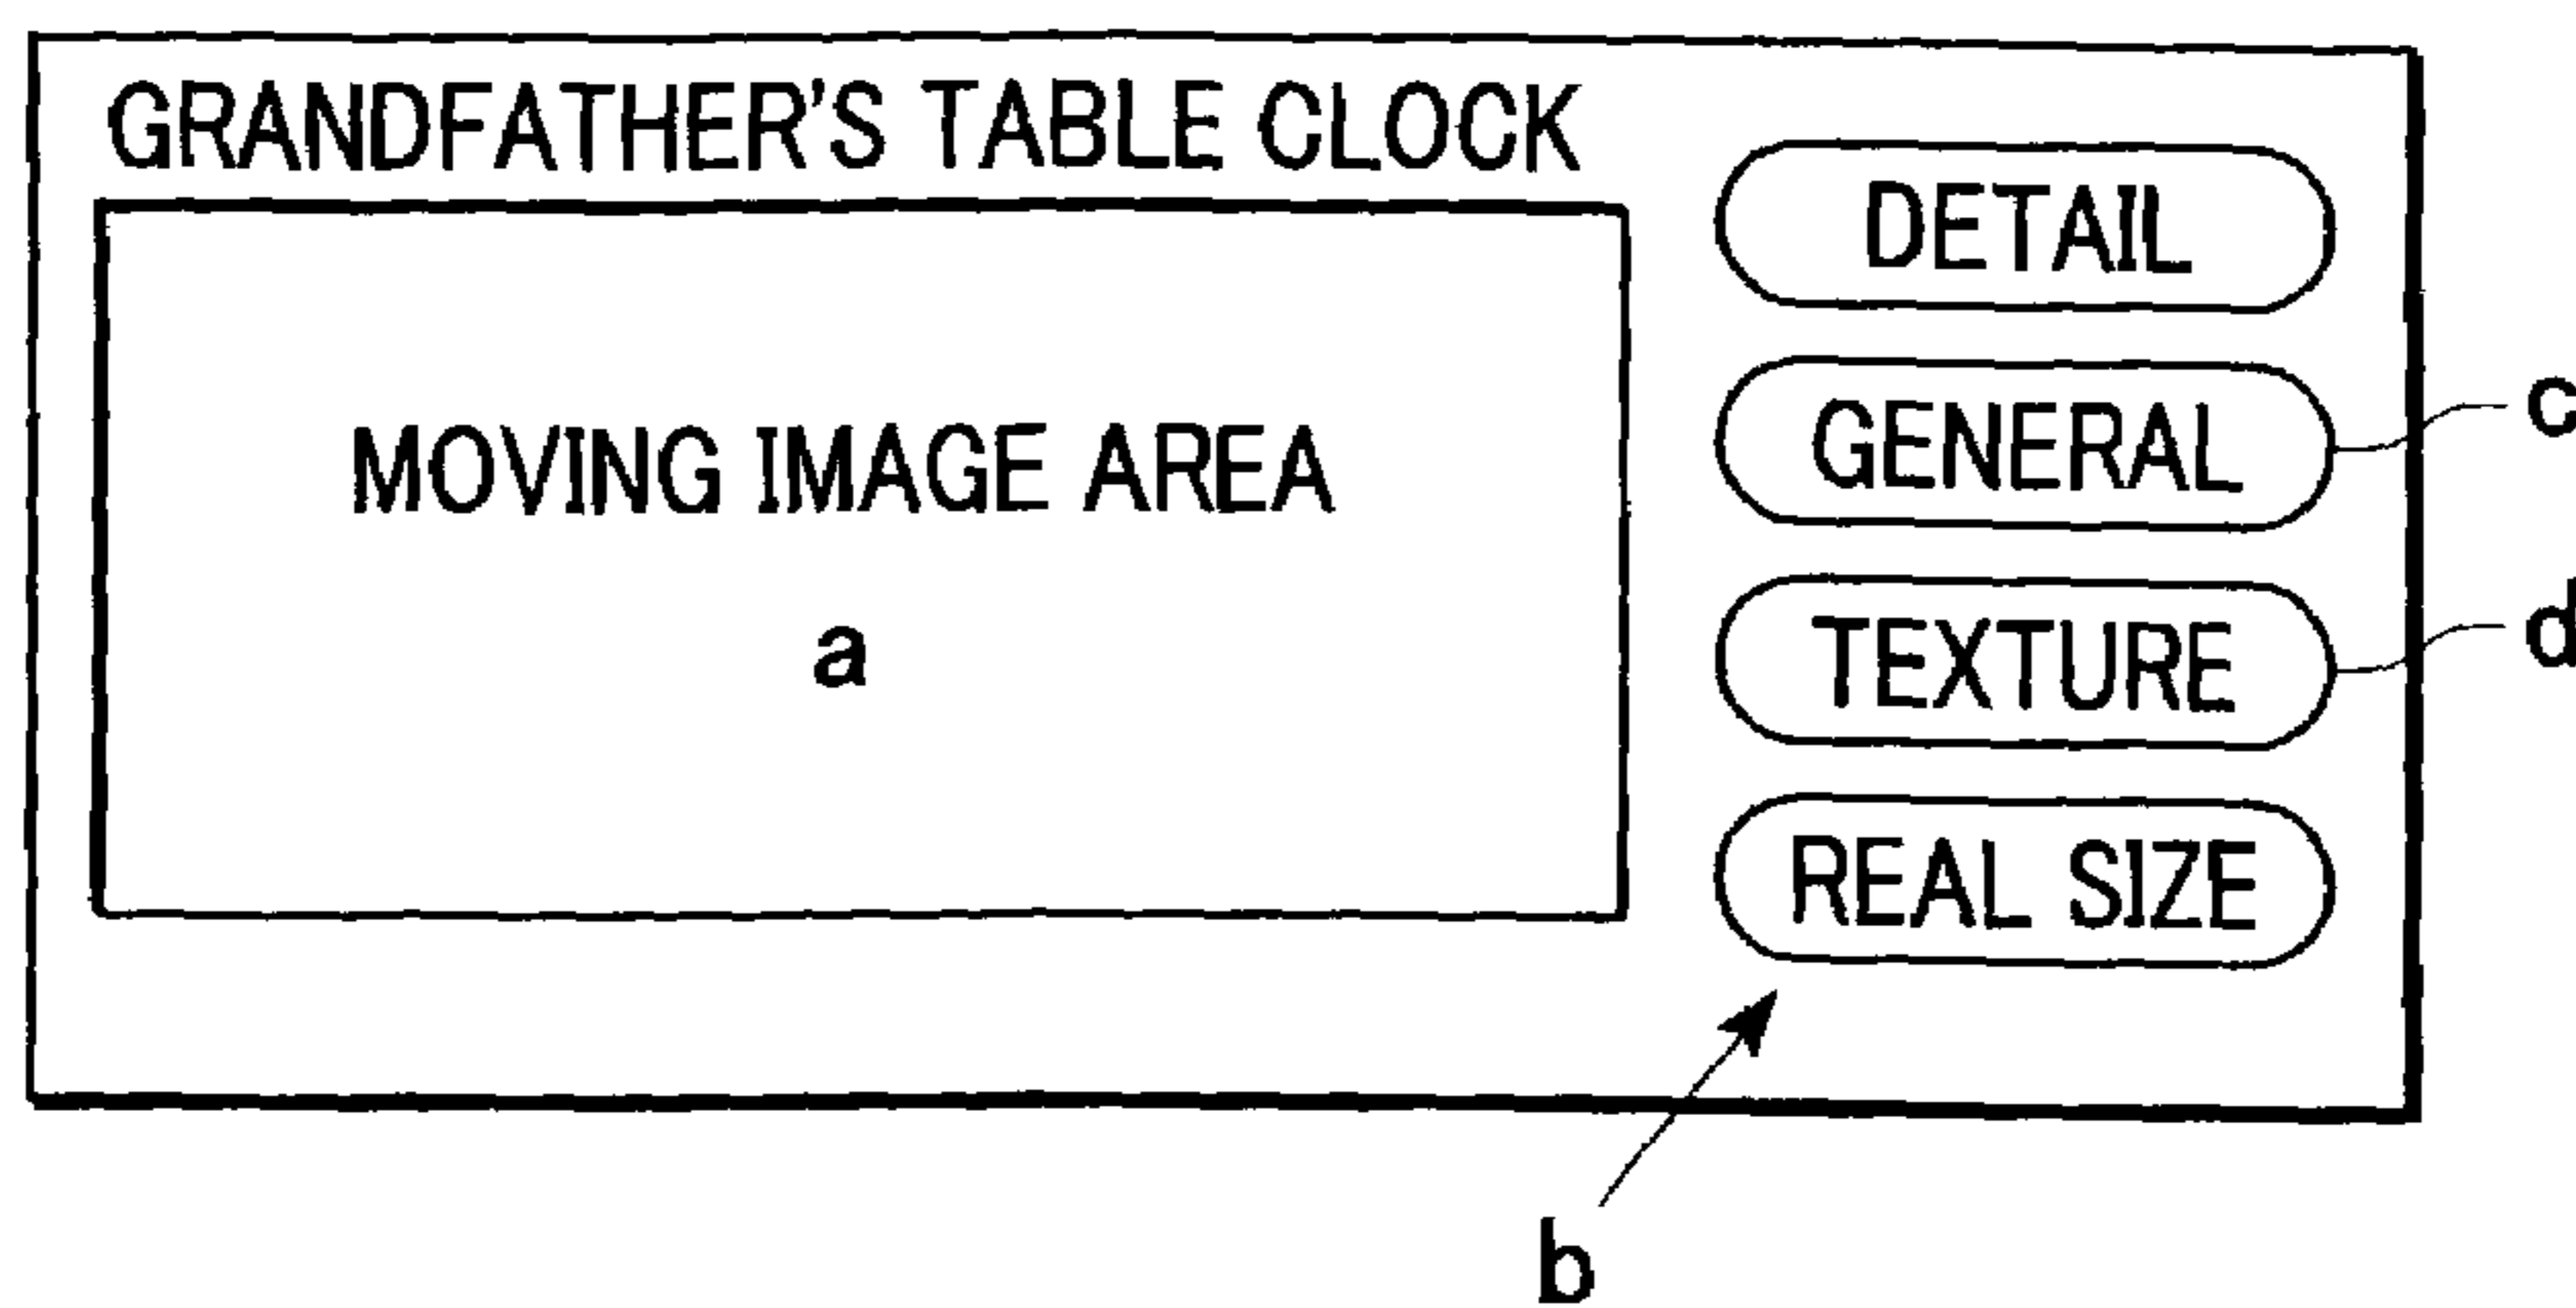 GRANDFATHER'S TABLE CLOCK
MOVING IMAGE AREA
a
DETAIL
GENERAL
c
TEXTURE
d
REAL SIZE
b